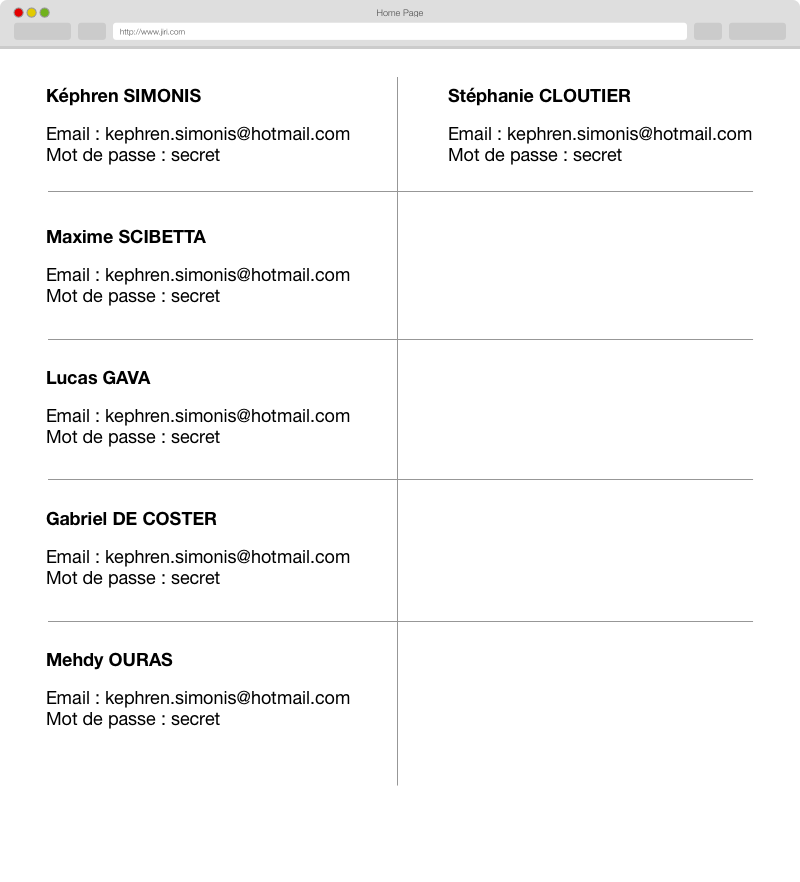 Home Page
http://www.jiri.com
Képhren SIMONIS
Email : kephren.simonis@hotmail.com
Mot de passe : secret
Stéphanie CLOUTIER
Email : kephren.simonis@hotmail.com
Mot de passe : secret
Maxime SCIBETTA
Email : kephren.simonis@hotmail.com
Mot de passe : secret
Lucas GAVA
Email : kephren.simonis@hotmail.com
Mot de passe : secret
Gabriel DE COSTER
Email : kephren.simonis@hotmail.com
Mot de passe : secret
Mehdy OURAS
Email : kephren.simonis@hotmail.com
Mot de passe : secret